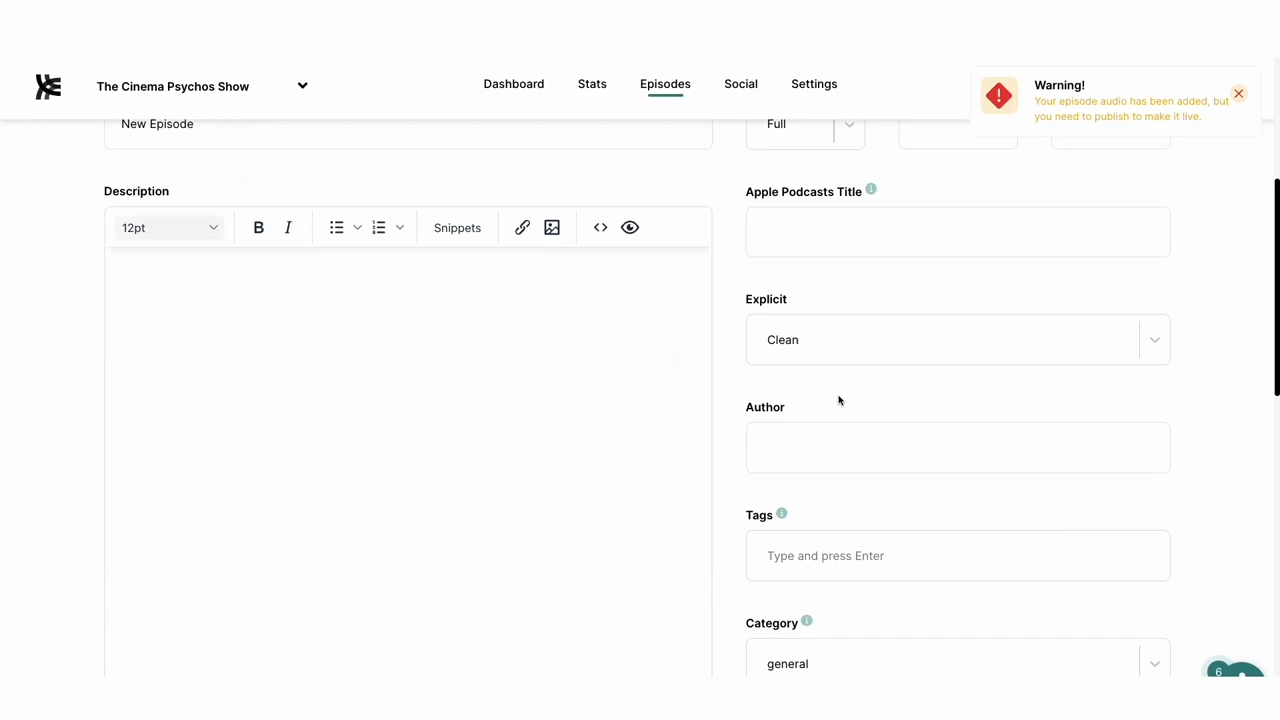 The Cinema Psychos Show
Dashboard
Stats
Episodes
Social
Settings
Warning!
Your episode audio has been added, but
you need to publish to make it live.
New Episode
Full
Description
12pt
B
I
Snippets
Apple Podcasts Title
Explicit
Clean
Author
Tags
Type and press Enter
Category
general
6